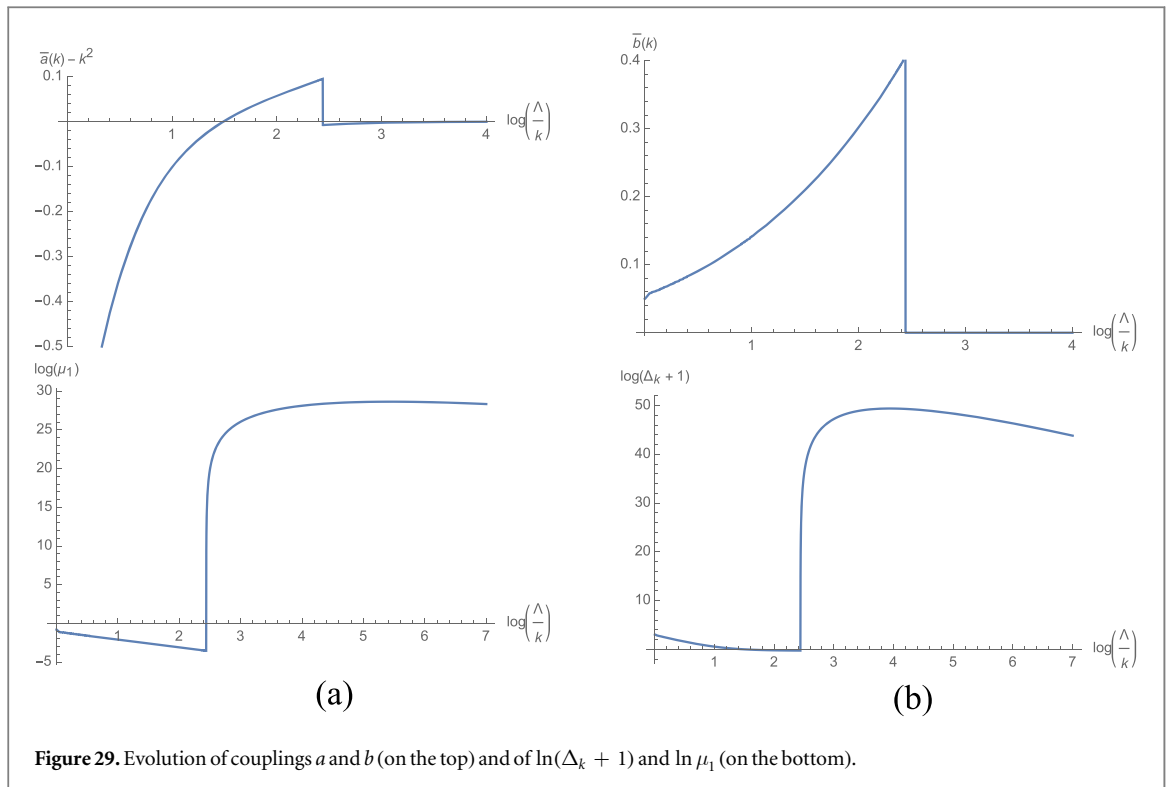 a̅(k) – k²
0.1
1 2 3 4
log(Λ/k)
−0.1
−0.2
−0.3
−0.4
−0.5
b̅(k)
0.4
0.3
0.2
0.1
1 2 3 4
log(Λ/k)
log(μ₁)
30
25
20
15
10
5
1 2 3 4 5 6 7
log(Λ/k)
−5
(a)
log(Δₖ + 1)
50
40
30
20
10
1 2 3 4 5 6 7
log(Λ/k)
(b)
Figure 29. Evolution of couplings a and b (on the top) and of ln(Δₖ + 1) and ln μ₁ (on the bottom).